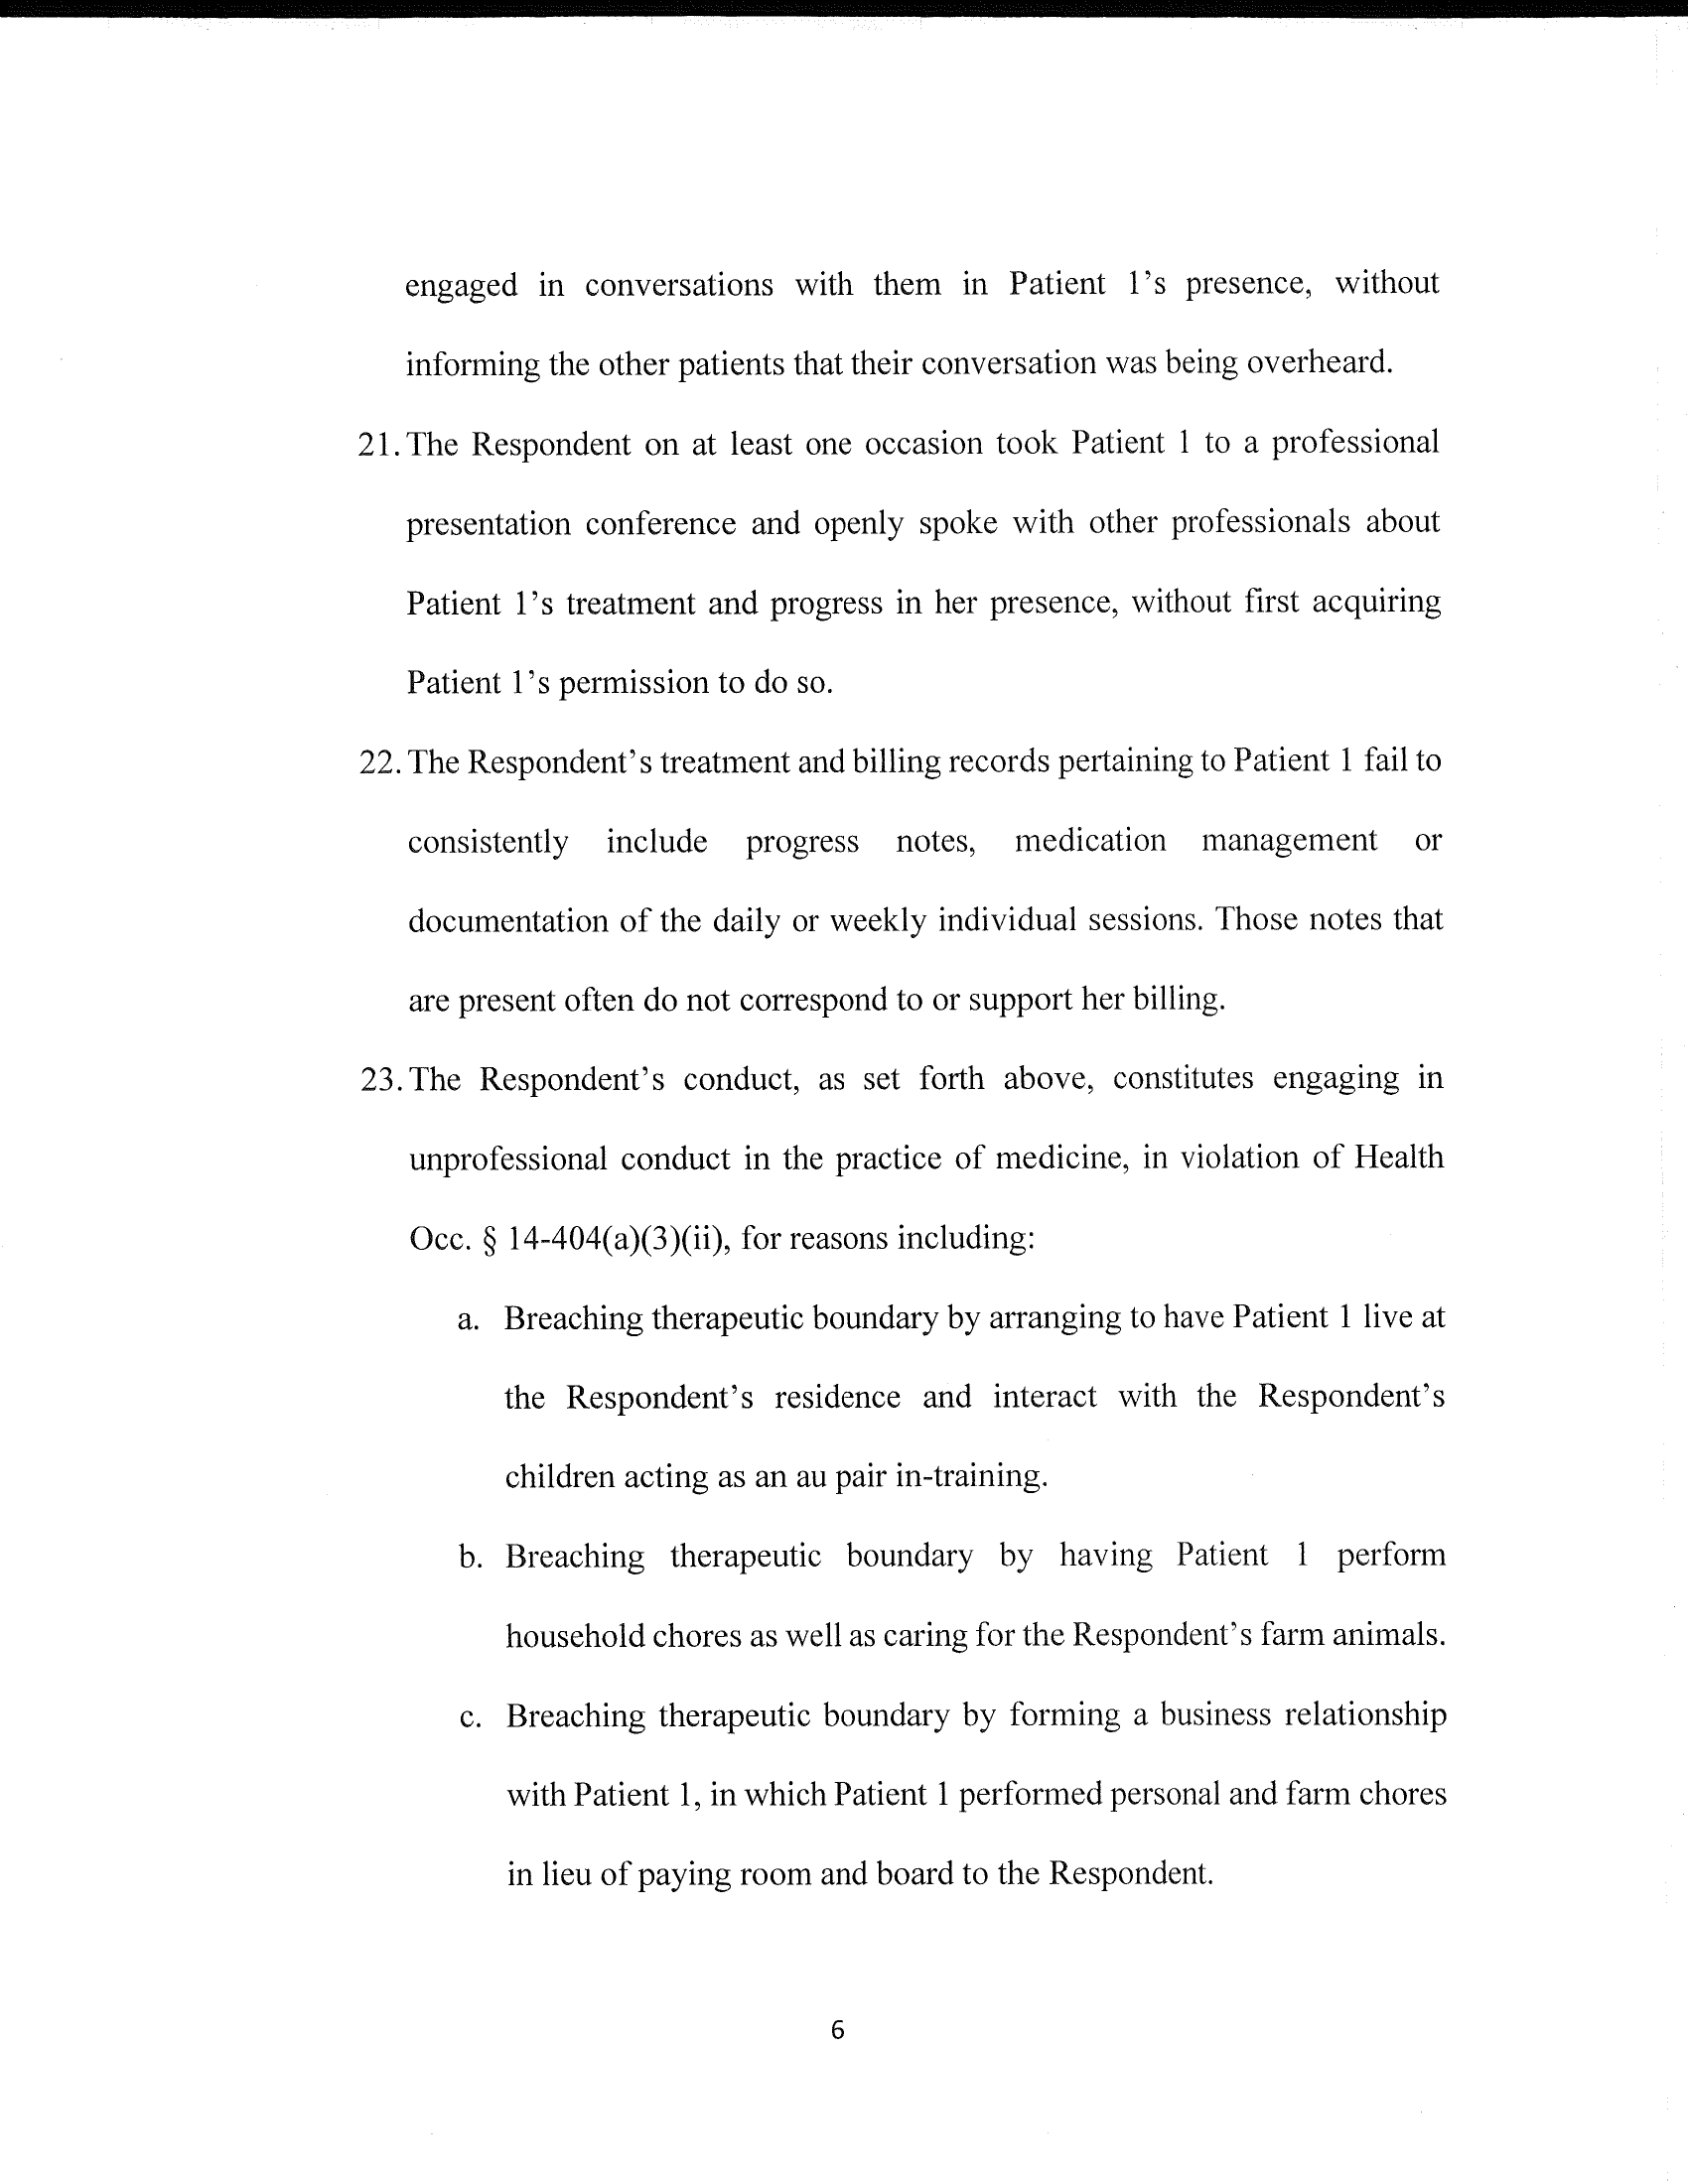 engaged in conversations with them in Patient 1's presence, without
informing the other patients that their conversation was being overheard.
21. The Respondent on at least one occasion took Patient 1 to a professional
presentation conference and openly spoke with other professionals about
Patient 1's treatment and progress in her presence, without first acquiring
Patient 1's permission to do so.
22. The Respondent's treatment and billing records pertaining to Patient 1 fail to
consistently include progress notes, medication management or
documentation of the daily or weekly individual sessions. Those notes that
are present often do not correspond to or support her billing.
23. The Respondent's conduct, as set forth above, constitutes engaging in
unprofessional conduct in the practice of medicine, in violation of Health
Occ. § 14-404(a)(3)(ii), for reasons including:
a. Breaching therapeutic boundary by arranging to have Patient 1 live at
the Respondent's residence and interact with the Respondent's
children acting as an au pair in-training.
b. Breaching therapeutic boundary by having Patient 1 perform
household chores as well as caring for the Respondent's farm animals.
c. Breaching therapeutic boundary by forming a business relationship
with Patient 1, in which Patient 1 performed personal and farm chores
in lieu of paying room and board to the Respondent.
6